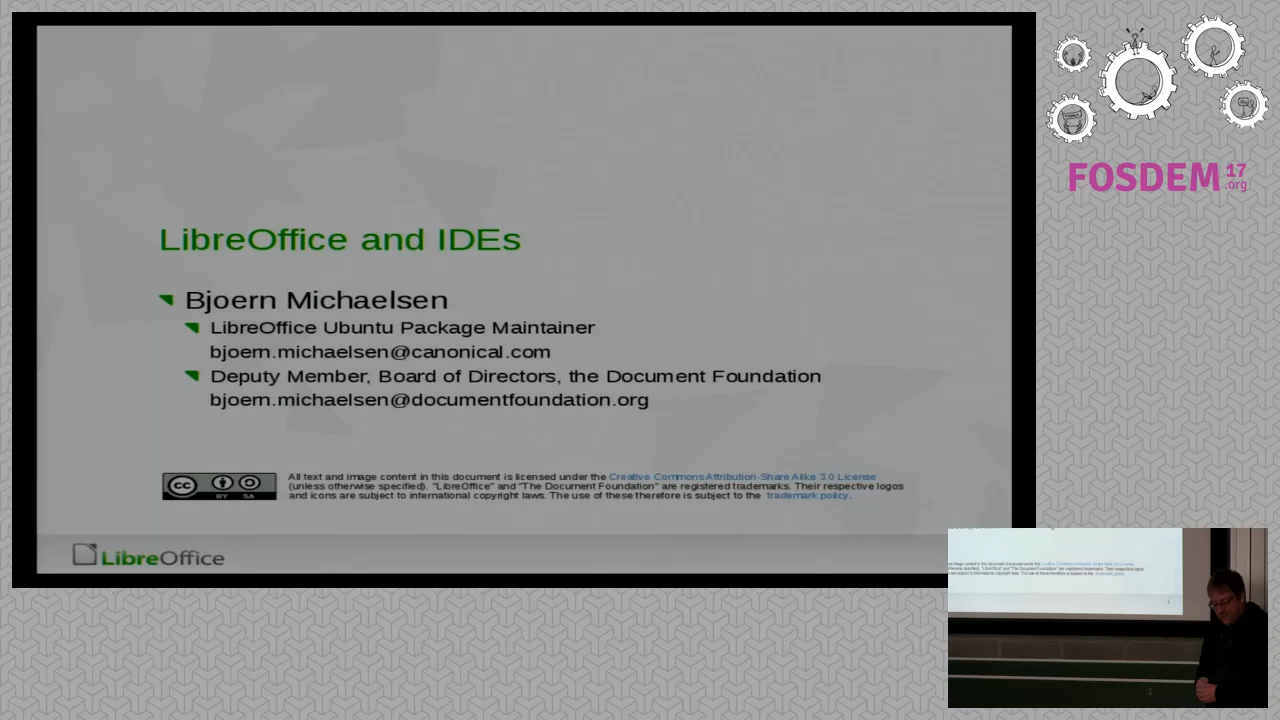 LibreOffice and IDEs
Bjoern Michaelsen
LibreOffice Ubuntu Package Maintainer
bjoern.michaelsen@canonical.com
Deputy Member, Board of Directors, the Document Foundation
bjoern.michaelsen@documentfoundation.org
cc BY SA
All text and image content in this document is licensed under the Creative Commons Attribution-Share Alike 3.0 License
(unless otherwise specified). "LibreOffice" and "The Document Foundation" are registered trademarks. Their respective logos
and icons are subject to international copyright laws. The use of these therefore is subject to the trademark policy.
LibreOffice
FOSDEM 17
.org